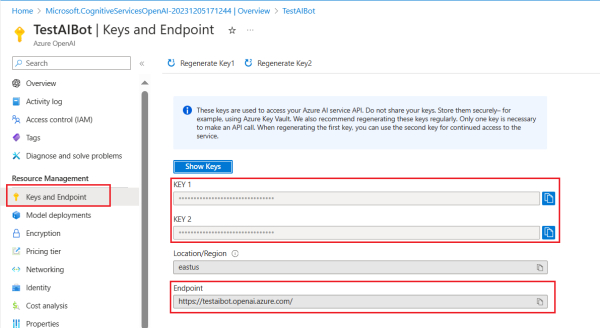 Home > Microsoft.CognitiveServicesOpenAI-20231205171244 | Overview > TestAIBot
TestAIBot | Keys and Endpoint
Azure OpenAI
Search
Regenerate Key1 Regenerate Key2
Overview
Activity log
Access control (IAM)
Tags
Diagnose and solve problems
Resource Management
Keys and Endpoint
Model deployments
Encryption
Pricing tier
Networking
Identity
Cost analysis
Properties
These keys are used to access your Azure AI service API. Do not share your keys. Store them securely– for
example, using Azure Key Vault. We also recommend regenerating these keys regularly. Only one key is necessary
to make an API call. When regenerating the first key, you can use the second key for continued access to the
service.
Show Keys
KEY 1
KEY 2
Location/Region
eastus
Endpoint
https://testaibot.openai.azure.com/